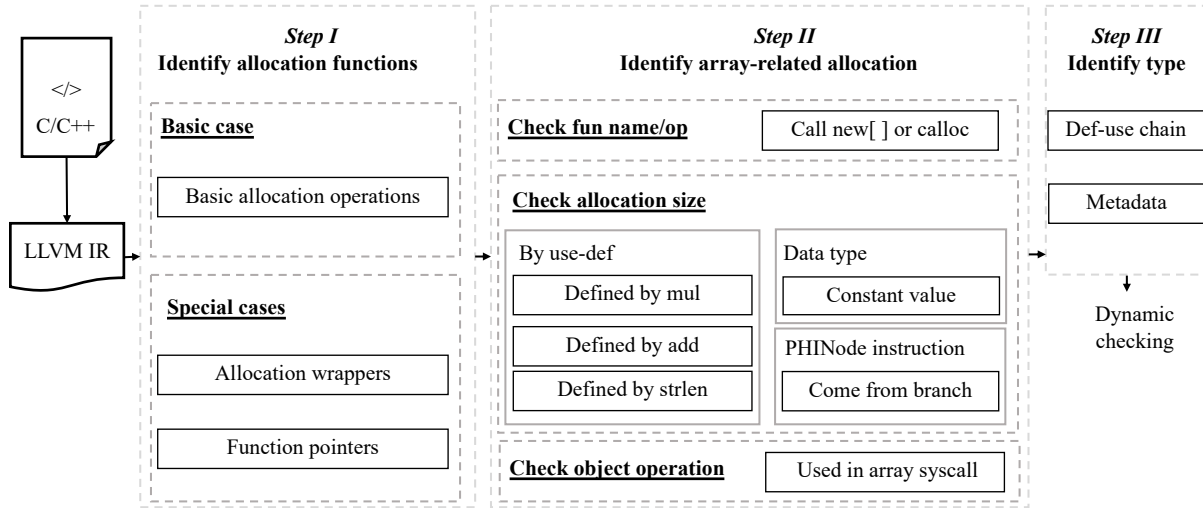 </>
C/C++
LLVM IR
Step I
Identify allocation functions
Basic case
Basic allocation operations
Special cases
Allocation wrappers
Function pointers
Step II
Identify array-related allocation
Check fun name/op
Call new[ ] or calloc
Check allocation size
By use-def
Defined by mul
Defined by add
Defined by strlen
Data type
Constant value
PHINode instruction
Come from branch
Check object operation
Used in array syscall
Step III
Identify type
Def-use chain
Metadata
Dynamic
checking